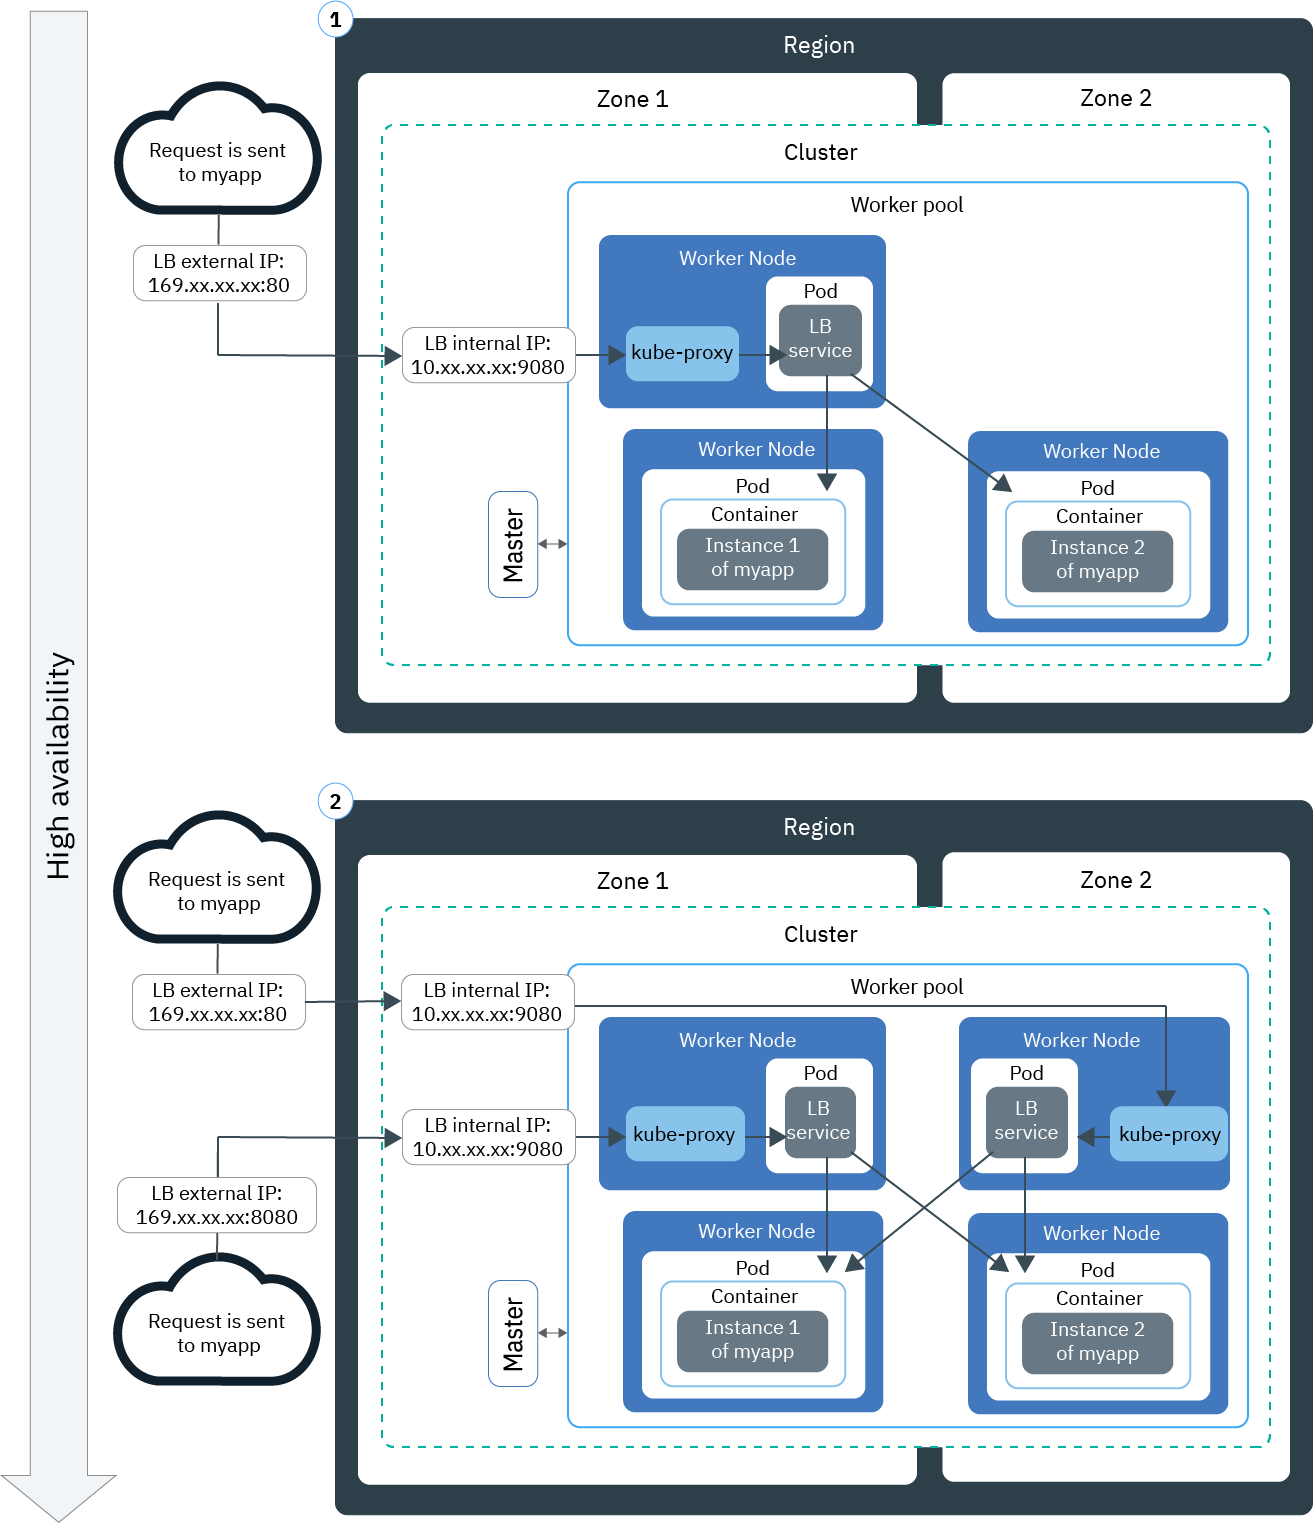 High availability
1
Region
Zone 1
Zone 2
Cluster
Worker pool
Request is sent
to myapp
LB external IP:
169.xx.xx.xx:80
LB internal IP:
10.xx.xx.xx:9080
Worker Node
kube-proxy
Pod
LB
service
Master
Worker Node
Pod
Container
Instance 1
of myapp
Worker Node
Pod
Container
Instance 2
of myapp
2
Region
Zone 1
Zone 2
Cluster
Worker pool
Request is sent
to myapp
LB external IP:
169.xx.xx.xx:80
LB internal IP:
10.xx.xx.xx:9080
LB internal IP:
10.xx.xx.xx:9080
LB external IP:
169.xx.xx.xx:8080
Request is sent
to myapp
Worker Node
kube-proxy
Pod
LB
service
Worker Node
Pod
LB
service
kube-proxy
Master
Worker Node
Pod
Container
Instance 1
of myapp
Worker Node
Pod
Container
Instance 2
of myapp